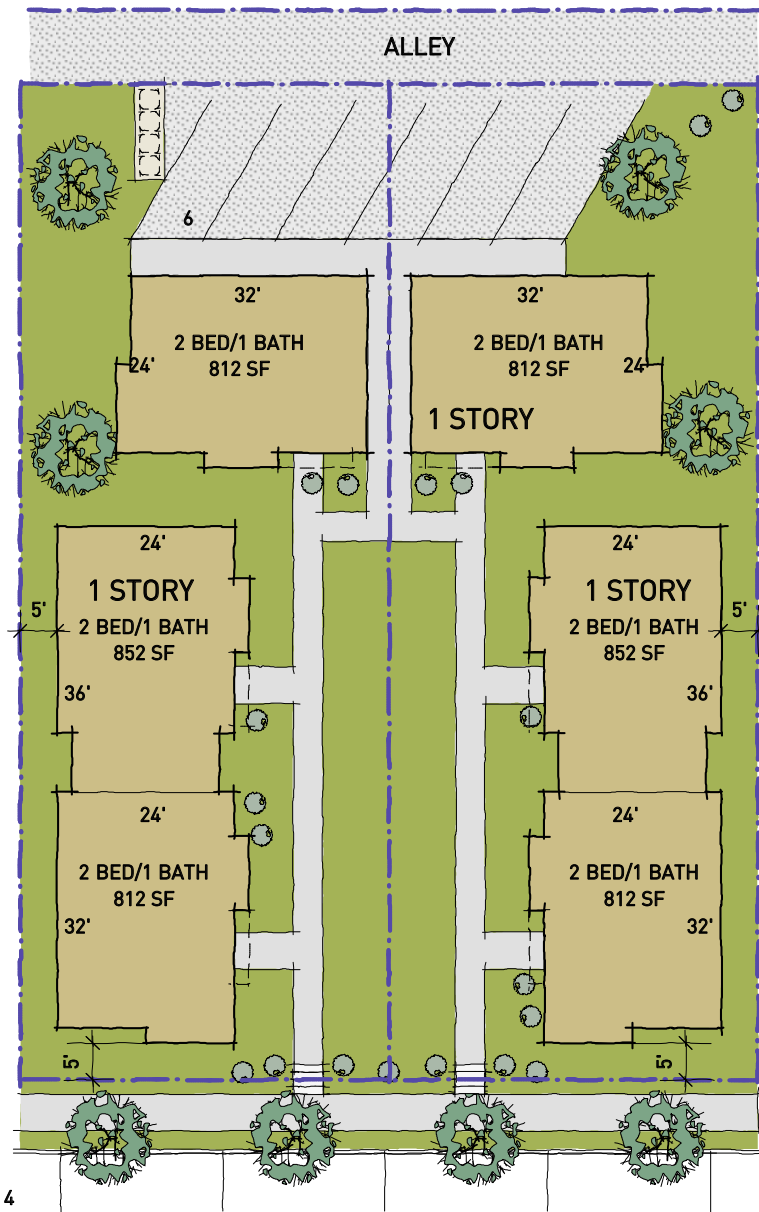 ALLEY
6
32'
32'
2 BED/1 BATH
812 SF
2 BED/1 BATH
812 SF
24'
24'
1 STORY
24'
24'
1 STORY
2 BED/1 BATH
852 SF
1 STORY
2 BED/1 BATH
852 SF
5'
5'
36'
36'
24'
24'
2 BED/1 BATH
812 SF
2 BED/1 BATH
812 SF
32'
32'
5'
5'
4